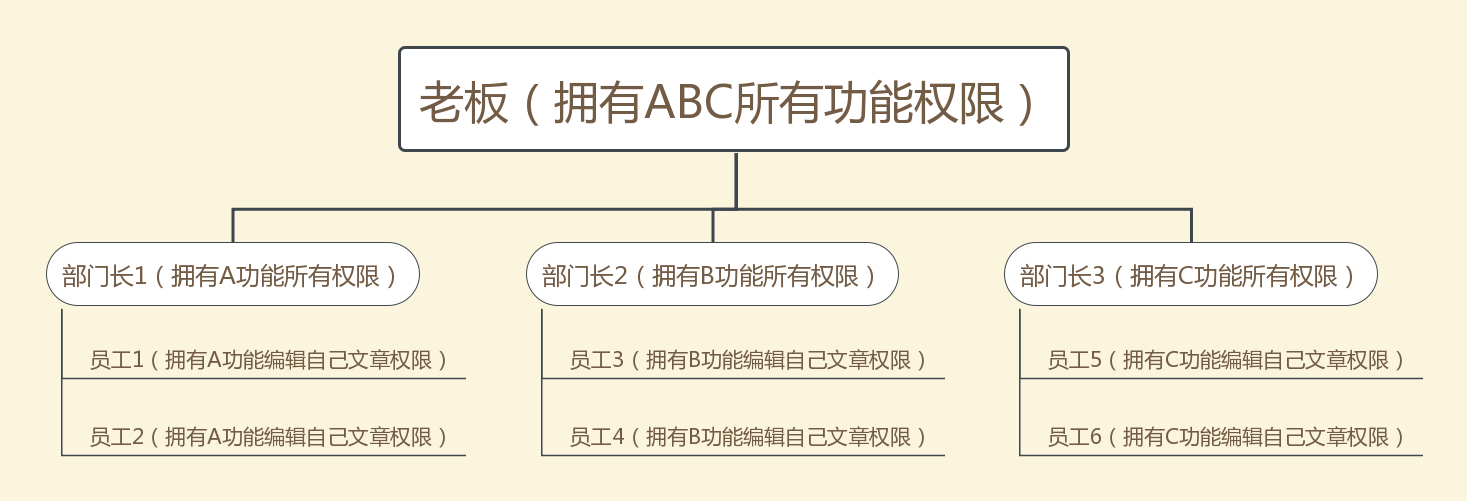 老板（拥有ABC所有功能权限）
部门长1（拥有A功能所有权限）
员工1（拥有A功能编辑自己文章权限）
员工2（拥有A功能编辑自己文章权限）
部门长2（拥有B功能所有权限）
员工3（拥有B功能编辑自己文章权限）
员工4（拥有B功能编辑自己文章权限）
部门长3（拥有C功能所有权限）
员工5（拥有C功能编辑自己文章权限）
员工6（拥有C功能编辑自己文章权限）